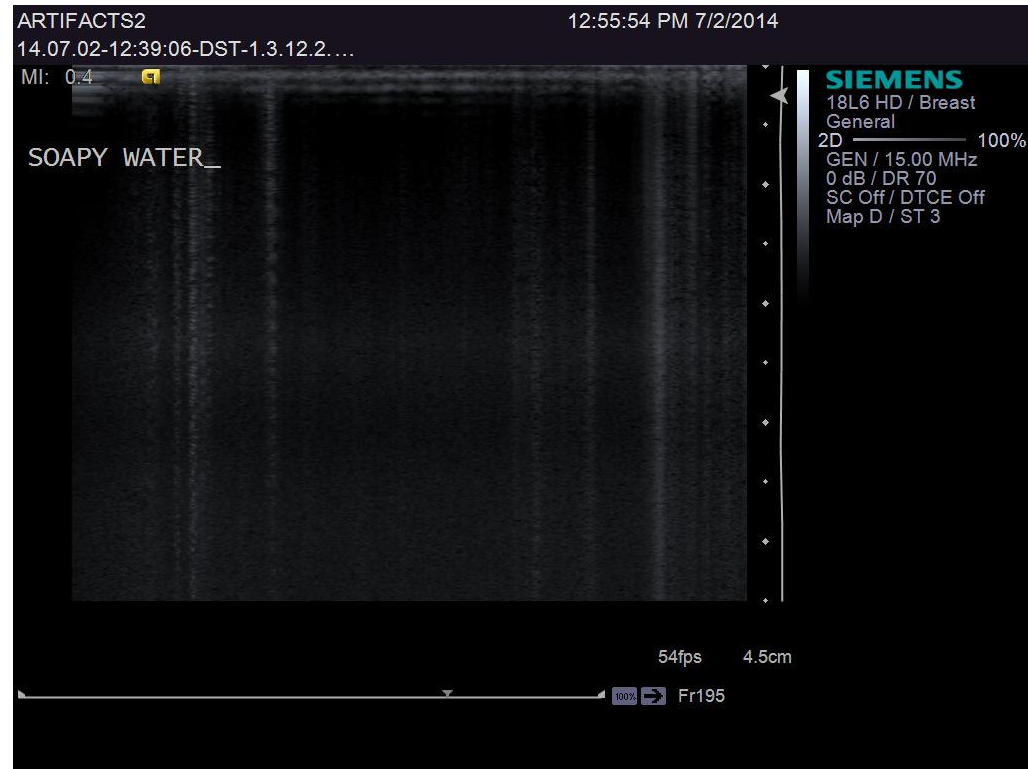 ARTIFACTS2 12:55:54 PM 7/2/2014
14.07.02-12:39:06-DST-1.3.12.2....
MI: 0.4
SIEMENS
18L6 HD / Breast
General
2D 100%
GEN / 15.00 MHz
0 dB / DR 70
SC Off / DTCE Off
Map D / ST 3
SOAPY WATER_
54fps 4.5cm
100% Fr195